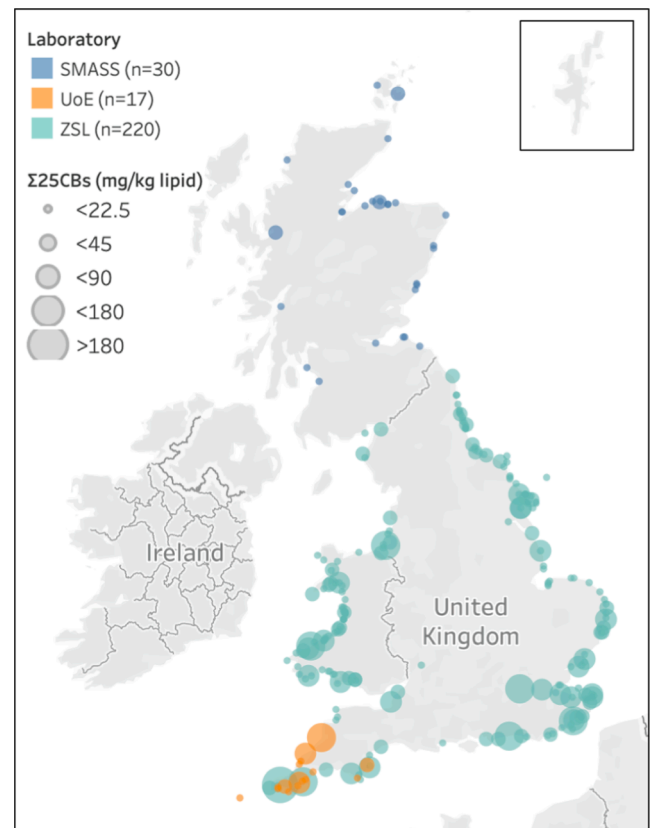 Laboratory
SMASS (n=30)
UoE (n=17)
ZSL (n=220)
Σ25CBs (mg/kg lipid)
<22.5
<45
<90
<180
>180
Ireland
United
Kingdom